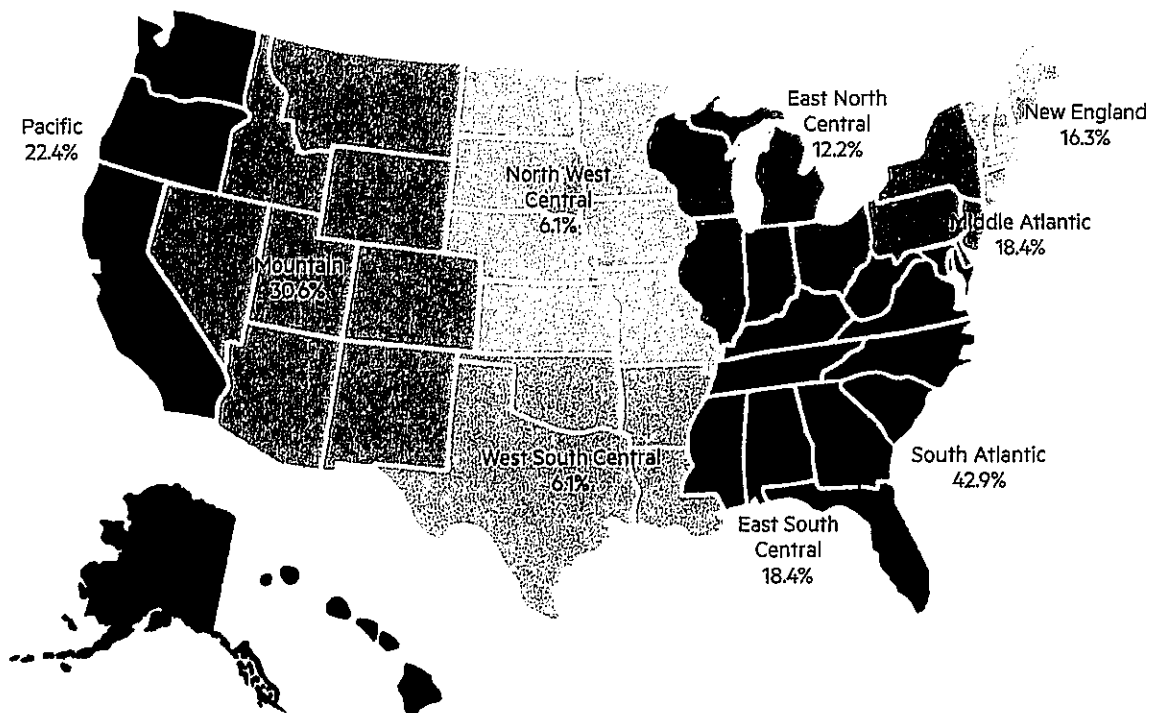 Pacific
22.4%
Mountain
30.6%
North West
Central
6.1%
West South Central
6.1%
East North
Central
12.2%
New England
16.3%
Middle Atlantic
18.4%
South Atlantic
42.9%
East South
Central
18.4%